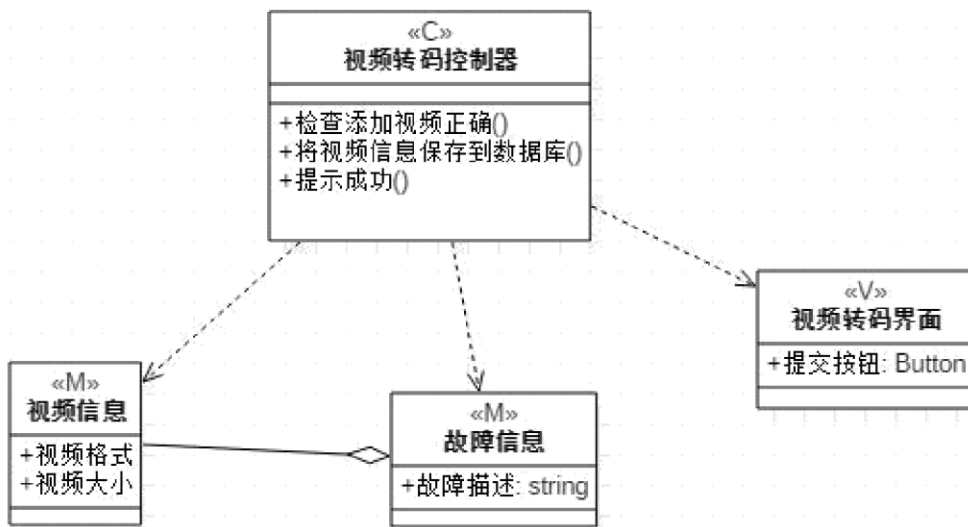 «C»
视频转码控制器
+检查添加视频正确()
+将视频信息保存到数据库()
+提示成功()
«V»
视频转码界面
+提交按钮: Button
«M»
视频信息
+视频格式
+视频大小
«M»
故障信息
+故障描述: string